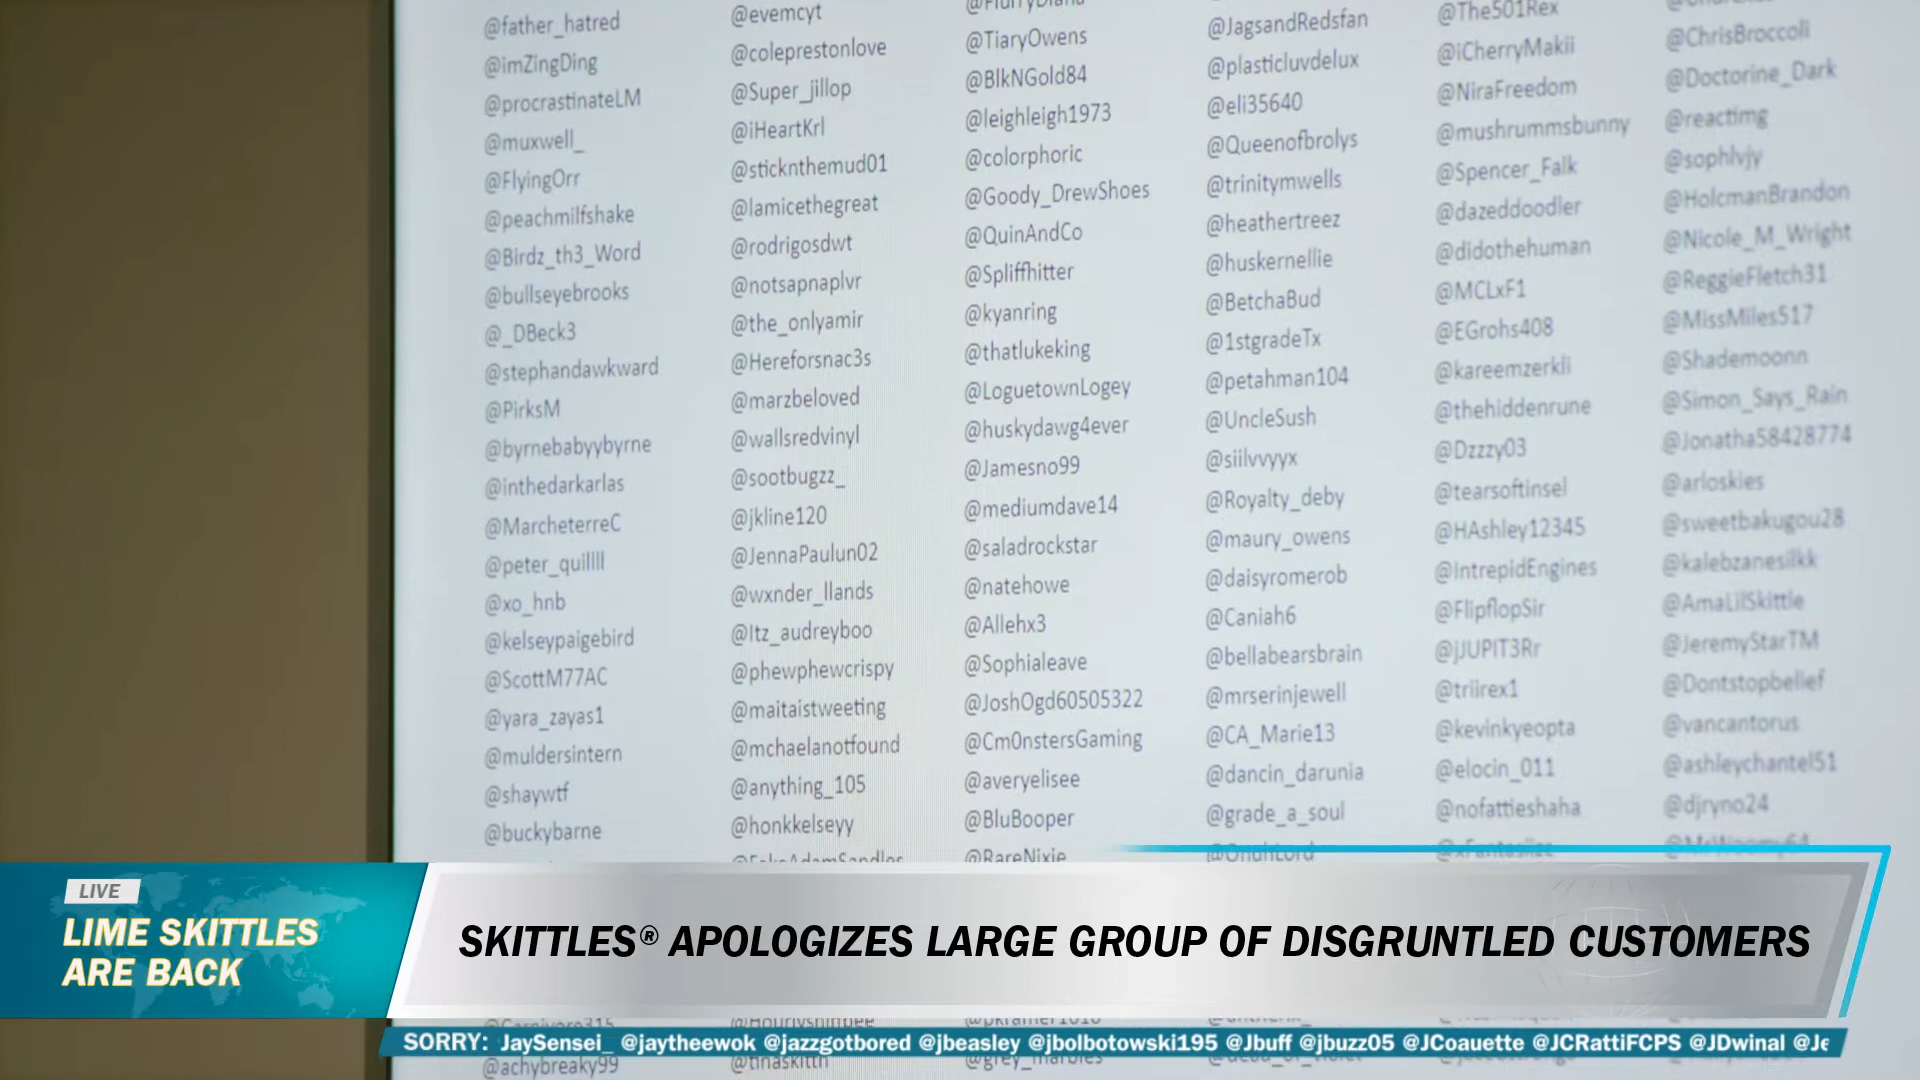 @father_hatred
@imZingDing
@procrastinateLM
@muxwell_
@FlyingOrr
@peachmilfshake
@Birdz_th3_Word
@bullseyebrooks
@_DBeck3
@stephandawkward
@PirksM
@byrnebabyybyrne
@inthedarkarlas
@MarcheterreC
@peter_quillll
@xo_hnb
@kelseypaigebird
@ScottM77AC
@yara_zayas1
@muldersintern
@shaywtf
@buckybarne
@achybreaky99
@evemcyt
@coleprestonlove
@Super_jillop
@iHeartKrl
@sticknthemud01
@lamicethegreat
@rodrigosdwt
@notsapnaplvr
@the_onlyamir
@Hereforsnac3s
@marzbeloved
@wallsredvinyl
@sootbugzz_
@jkline120
@JennaPaulun02
@wxnder_llands
@Itz_audreyboo
@phewphewcrispy
@maitaistweeting
@mchaelanotfound
@anything_105
@honkkelseyy
@TiaryOwens
@BlkNGold84
@leighleigh1973
@colorphoric
@Goody_DrewShoes
@QuinAndCo
@Spliffhitter
@kyanring
@thatlukeking
@LoguetownLogey
@huskydawg4ever
@Jamesno99
@mediumdave14
@saladrockstar
@natehowe
@Allehx3
@Sophialeave
@JoshOgd60505322
@Cm0nstersGaming
@averyelisee
@BluBooper
@RareNixie
@JagsandRedsfan
@plasticluvdelux
@eli35640
@Queenofbrolys
@trinitymwells
@heathertreez
@huskernellie
@BetchaBud
@1stgradeTx
@petahman104
@UncleSush
@siilvvyyx
@Royalty_deby
@maury_owens
@daisyromerob
@Caniah6
@bellabearsbrain
@mrserinjewell
@CA_Marie13
@dancin_darunia
@grade_a_soul
@The501Rex
@iCherryMakii
@NiraFreedom
@mushrummsbunny
@Spencer_Falk
@dazeddoodler
@didothehuman
@MCLxF1
@EGrohs408
@kareemzerkli
@thehiddenrune
@Dzzzy03
@tearsoftinsel
@HAshley12345
@IntrepidEngines
@FlipflopSir
@jJUPIT3Rr
@triirex1
@kevinkyeopta
@elocin_011
@nofattieshaha
@ChrisBroccoli
@Doctorine_Dark
@reactimg
@sophlvjy
@HolcmanBrandon
@Nicole_M_Wright
@ReggieFletch31
@MissMiles517
@Shademoonn
@Simon_Says_Rain
@Jonatha58428774
@arloskies
@sweetbakugou28
@kalebzanesilkk
@AmaLilSkittle
@JeremyStarTM
@Dontstopbelief
@vancantorus
@ashleychantel51
@djryno24
LIVE
LIME SKITTLES
ARE BACK
SKITTLES® APOLOGIZES LARGE GROUP OF DISGRUNTLED CUSTOMERS
SORRY: JaySensei_ @jaytheewok @jazzgotbored @jbeasley @jbolbotowski195 @Jbuff @jbuzz05 @JCoauette @JCRattiFCPS @JDwinal